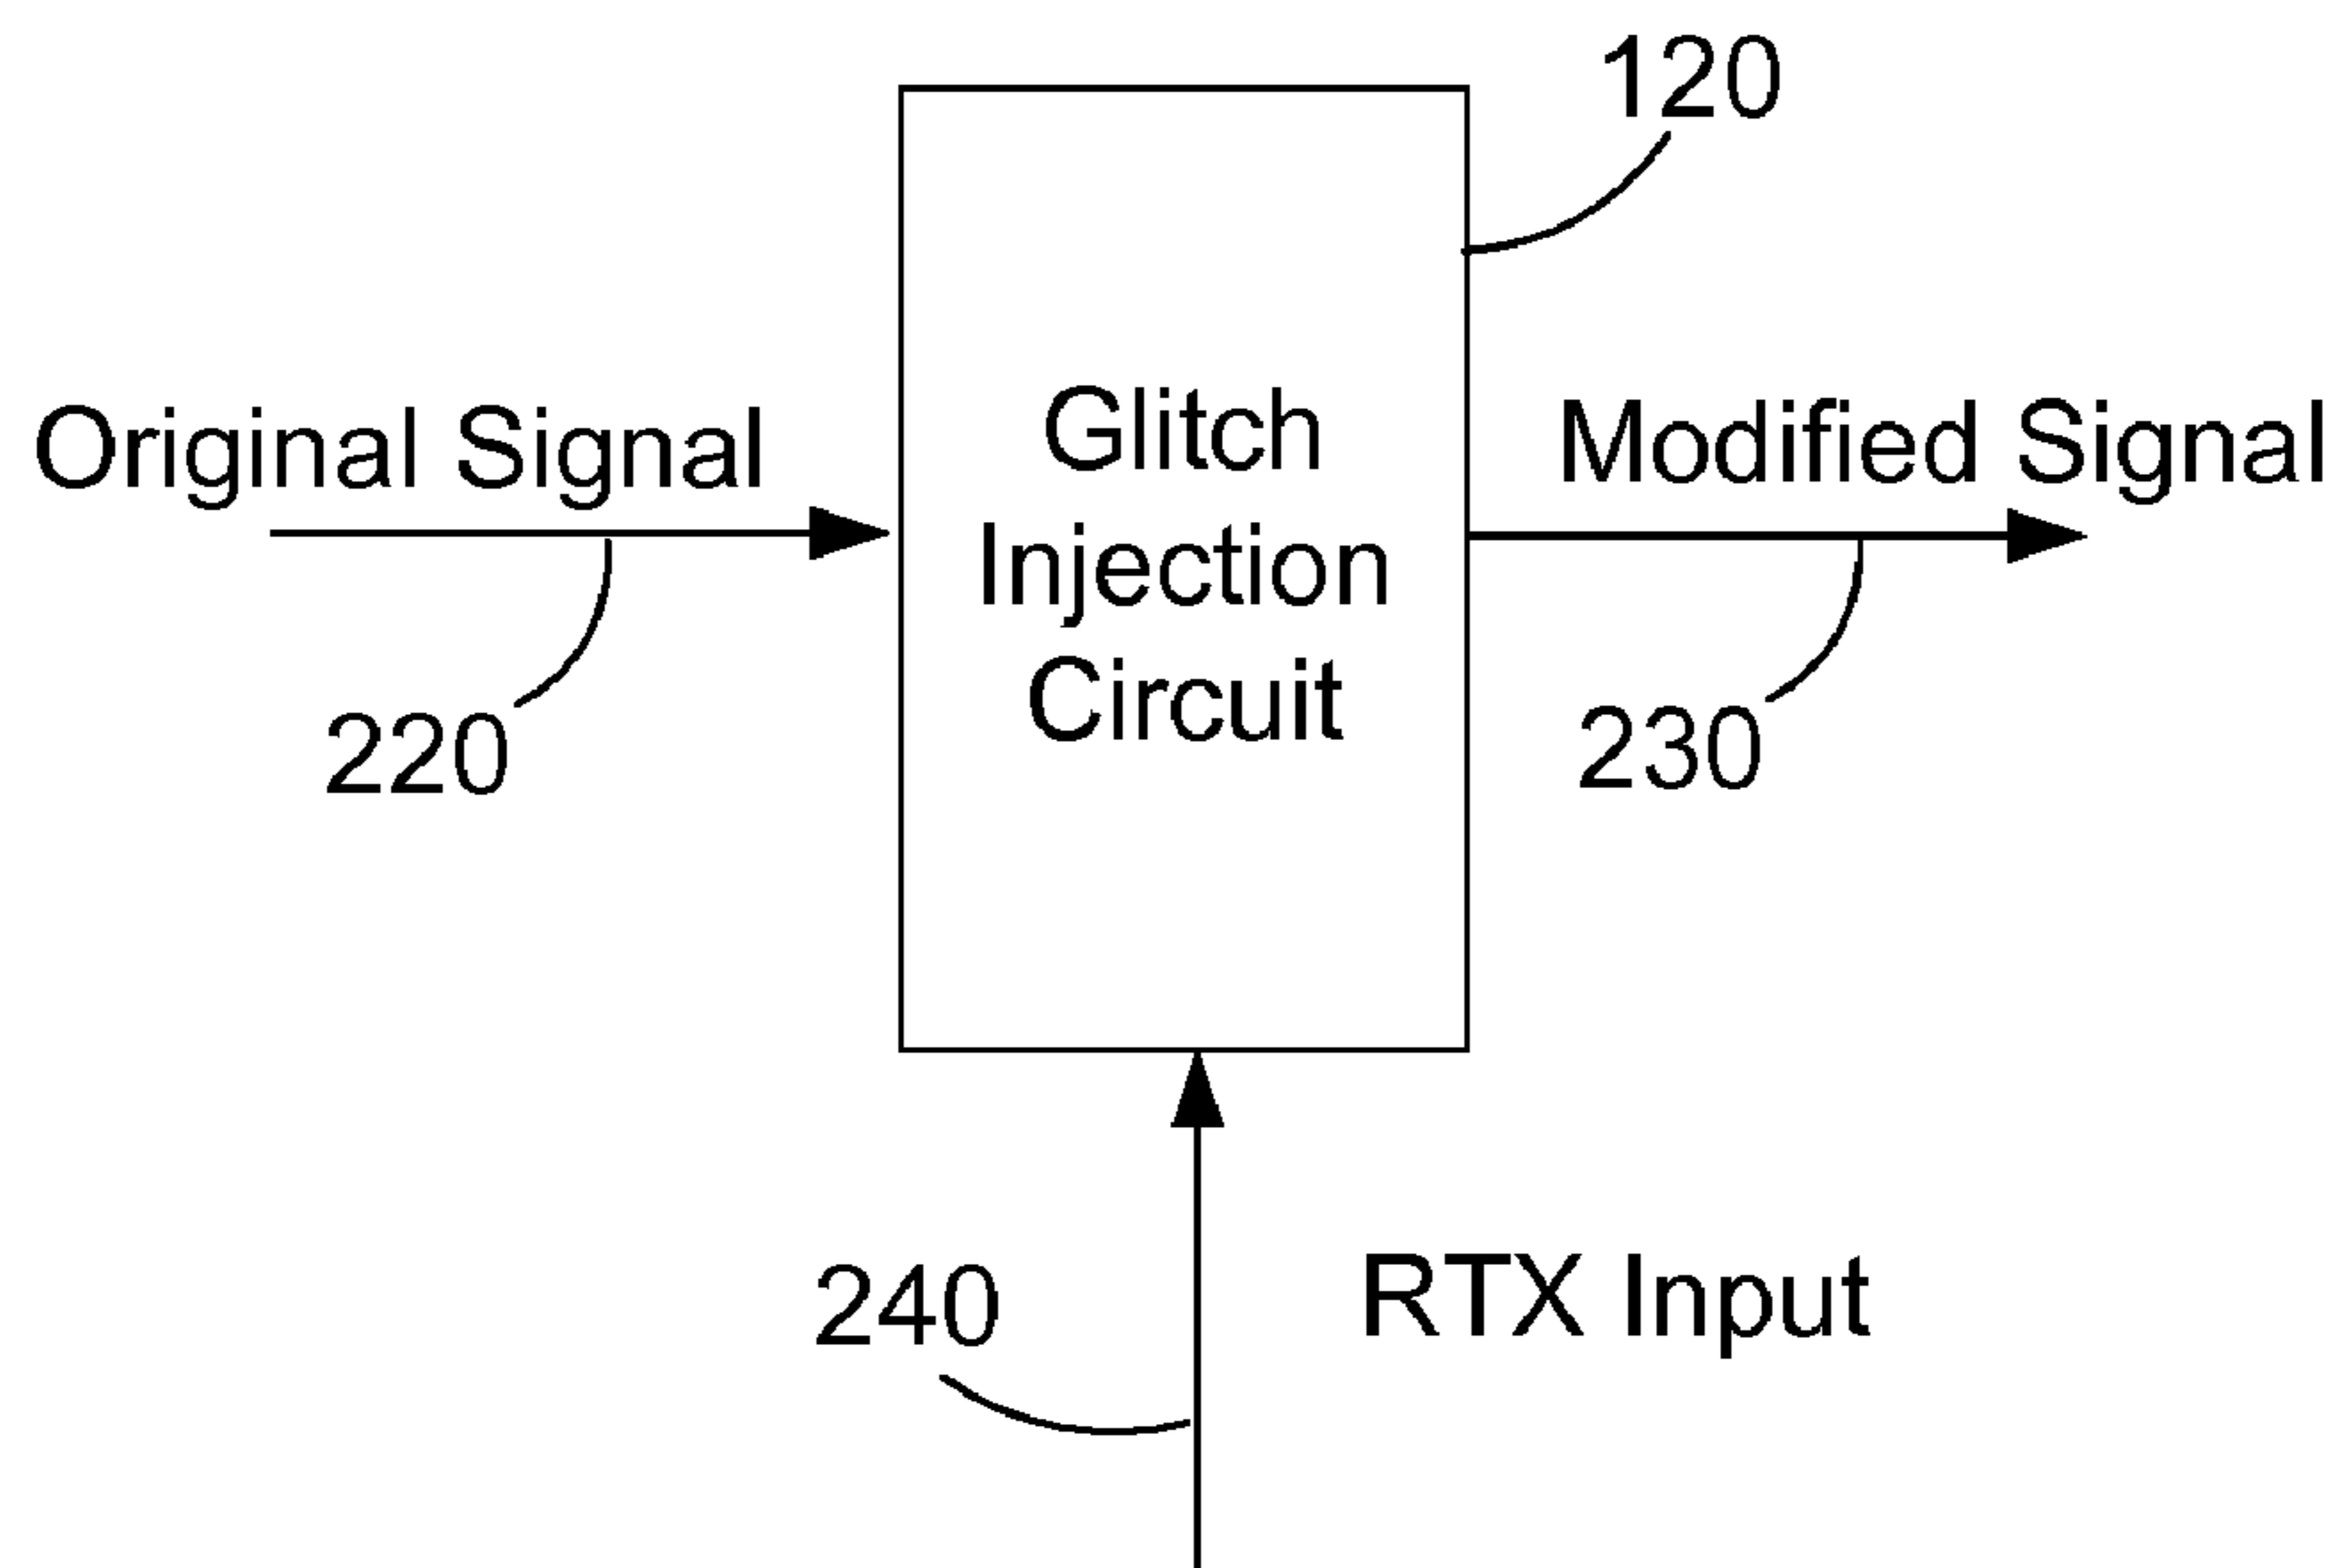 120
Original Signal
Glitch
Injection
Circuit
Modified Signal
220
230
240
RTX Input